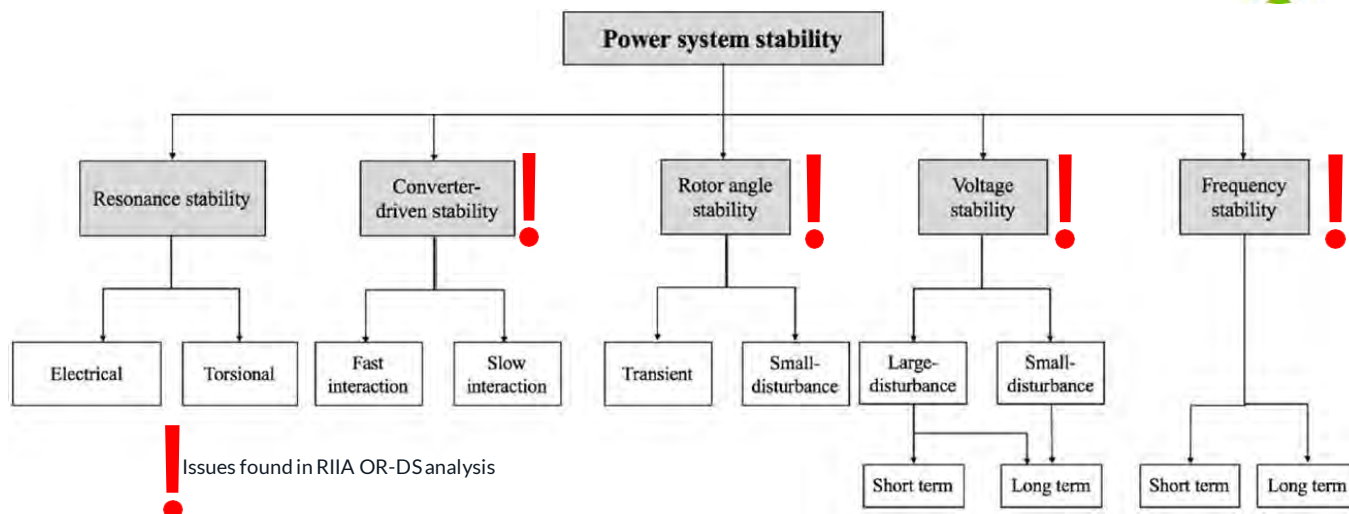 Power system stability
Resonance stability
Converter-
driven stability
Rotor angle
stability
Voltage
stability
Frequency
stability
Electrical
Torsional
Fast
interaction
Slow
interaction
Transient
Small-
disturbance
Large-
disturbance
Small-
disturbance
Issues found in RIIA OR-DS analysis
Short term
Long term
Short term
Long term